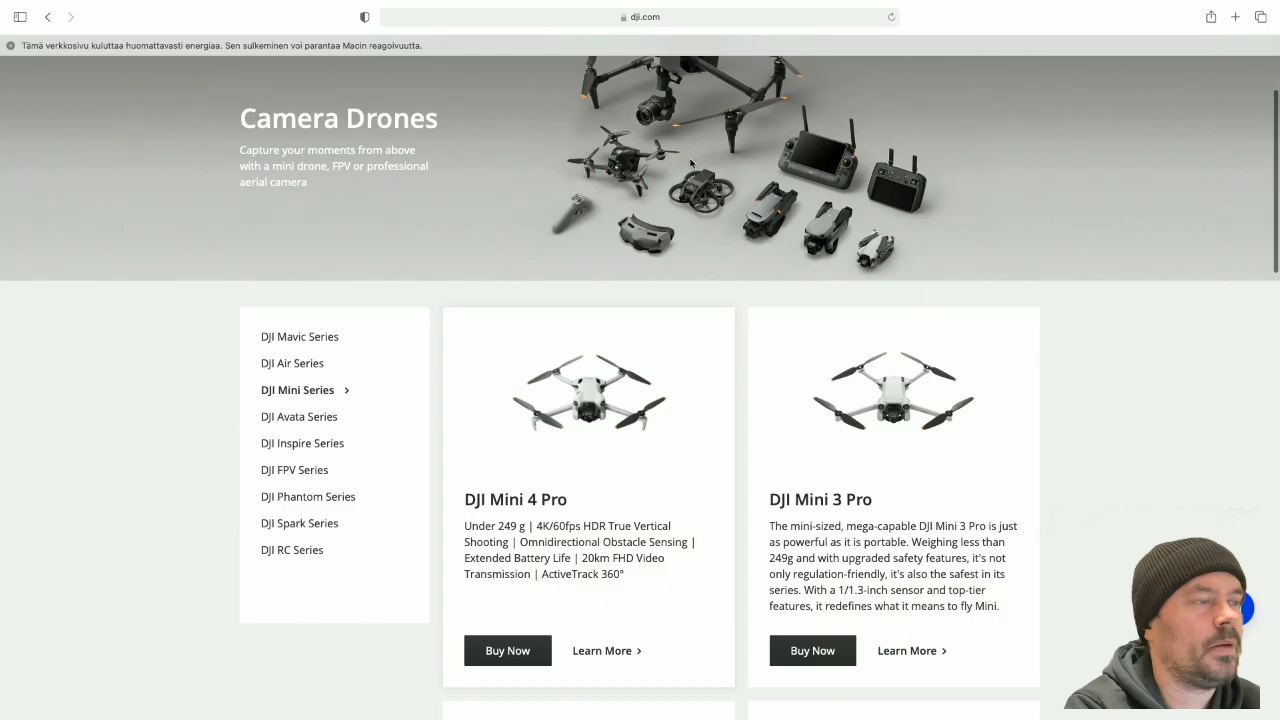 dji.com
Tämä verkkosivu kuluttaa huomattavasti energiaa. Sen sulkeminen voi parantaa Macin reagoivuutta.
Camera Drones
Capture your moments from above
with a mini drone, FPV or professional
aerial camera
DJI Mavic Series
DJI Air Series
DJI Mini Series
DJI Avata Series
DJI Inspire Series
DJI FPV Series
DJI Phantom Series
DJI Spark Series
DJI RC Series
DJI Mini 4 Pro
Under 249 g | 4K/60fps HDR True Vertical
Shooting | Omnidirectional Obstacle Sensing |
Extended Battery Life | 20km FHD Video
Transmission | ActiveTrack 360°
Buy Now
Learn More >
DJI Mini 3 Pro
The mini-sized, mega-capable DJI Mini 3 Pro is just
as powerful as it is portable. Weighing less than
249g and with upgraded safety features, it's not
only regulation-friendly, it's also the safest in its
series. With a 1/1.3-inch sensor and top-tier
features, it redefines what it means to fly Mini.
Buy Now
Learn More >